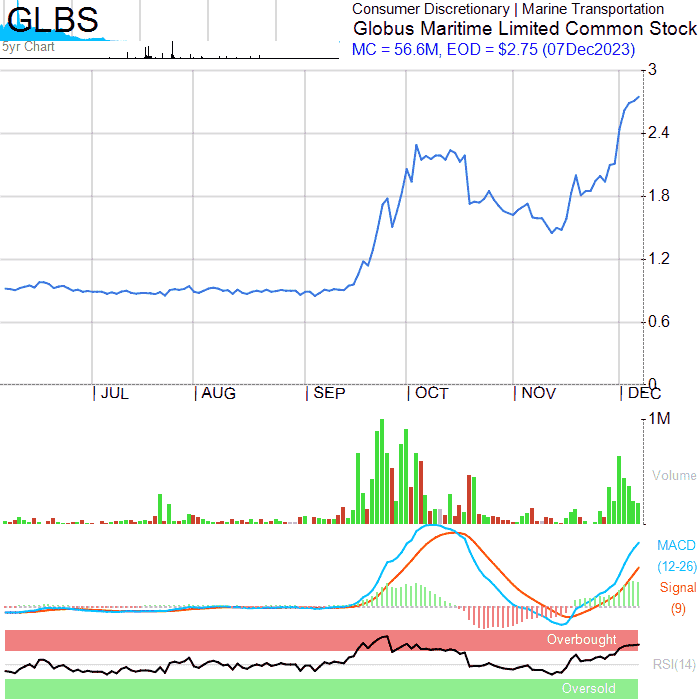 GLBS
5yr Chart
Consumer Discretionary | Marine Transportation
Globus Maritime Limited Common Stock
MC = 56.6M, EOD = $2.75 (07Dec2023)
3
2.4
1.8
1.2
0.6
0
JUL AUG SEP OCT NOV DEC
1M
Volume
MACD
(12-26)
Signal
(9)
Overbought
RSI(14)
Oversold